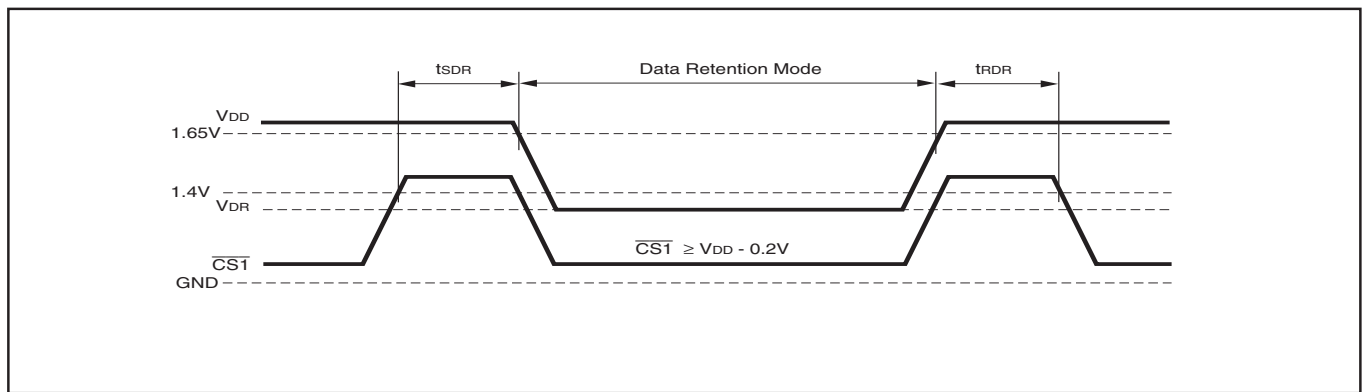 tSDR Data Retention Mode tRDR
VDD
1.65V
1.4V
VDR
CS1 ≥ VDD - 0.2V
CS1
GND